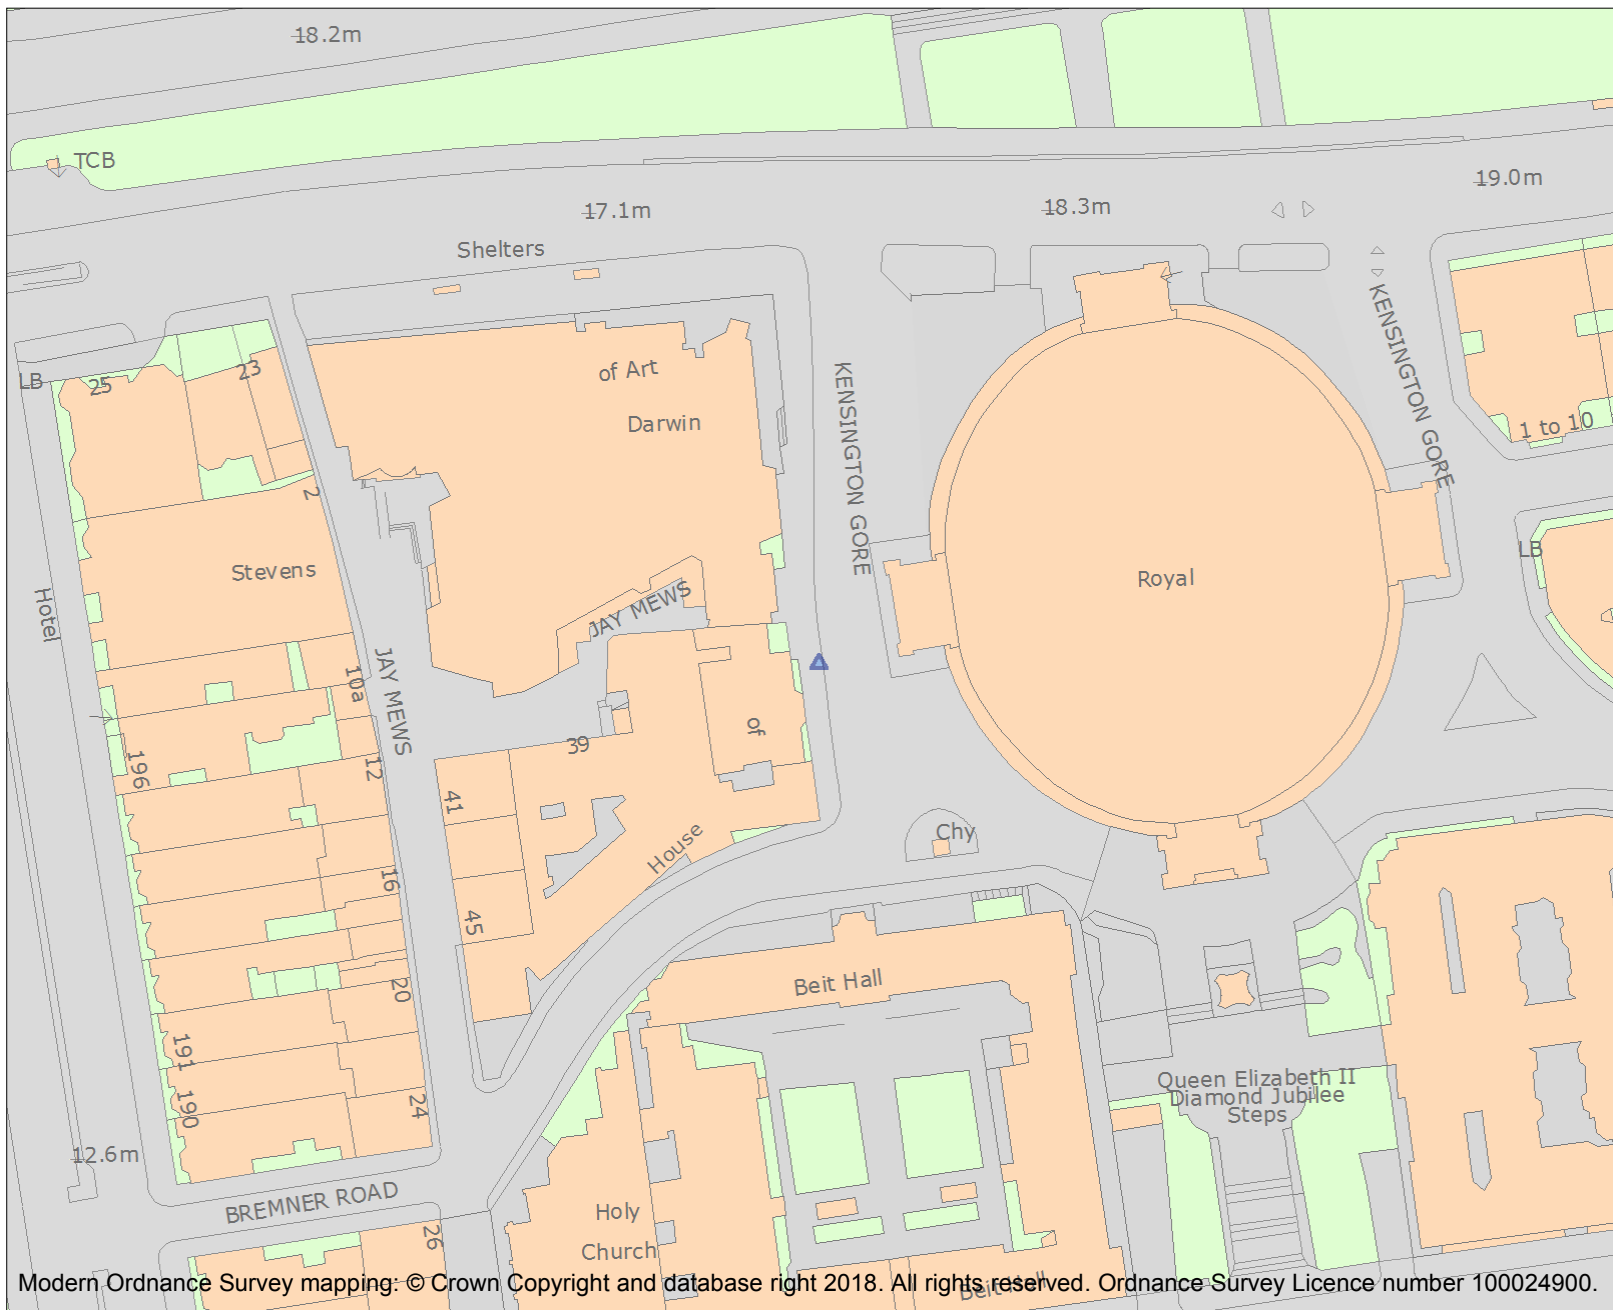 18.2m
TCB
19.0m
17.1m
18.3m
Shelters
KENSINGTON GORE
LB
25
23
of Art
Darwin
KENSINGTON GORE
1 to 10
2
LB
Stevens
Royal
Hotel
JAY MEWS
10a
JAY MEWS
of
39
196
12
41
House
Chy
16
45
Beit Hall
20
191
190
24
Queen Elizabeth II
Diamond Jubilee
Steps
12.6m
BREMNER ROAD
Holy
Church
26
Beit Hall
Modern Ordnance Survey mapping: © Crown Copyright and database right 2018. All rights reserved. Ordnance Survey Licence number 100024900.